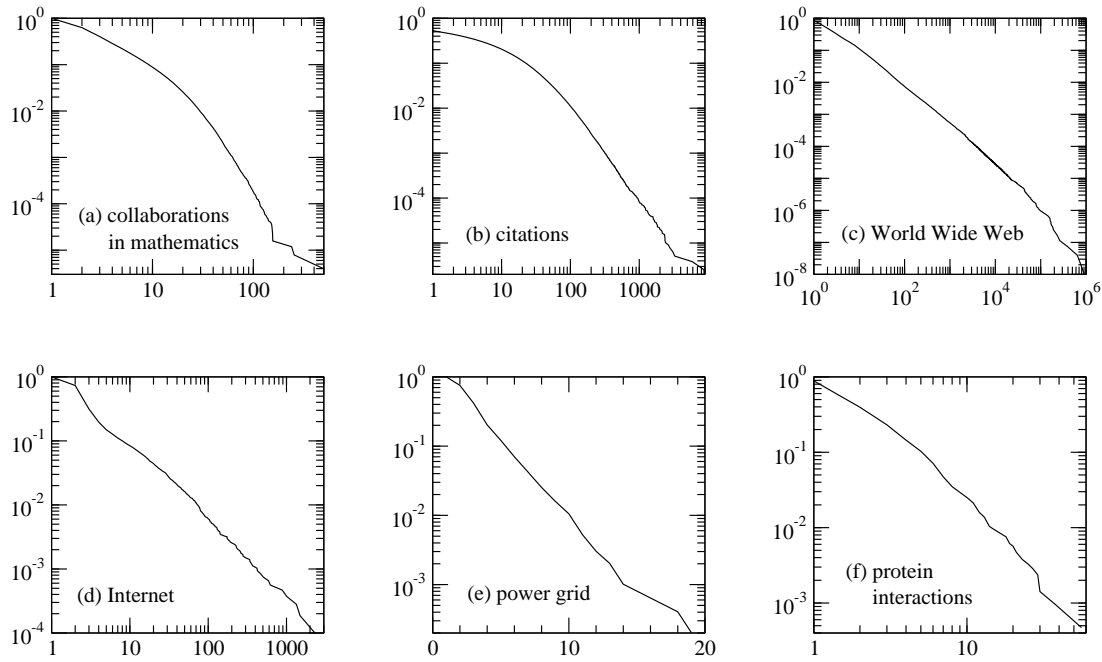 10^0
10^-2
10^-4
1 10 100
(a) collaborations
in mathematics
10^0
10^-2
10^-4
1 10 100 1000
(b) citations
10^0
10^-2
10^-4
10^-6
10^-8
10^0 10^2 10^4 10^6
(c) World Wide Web
10^0
10^-1
10^-2
10^-3
10^-4
1 10 100 1000
(d) Internet
10^0
10^-1
10^-2
10^-3
0 10 20
(e) power grid
10^0
10^-1
10^-2
10^-3
1 10
(f) protein
interactions